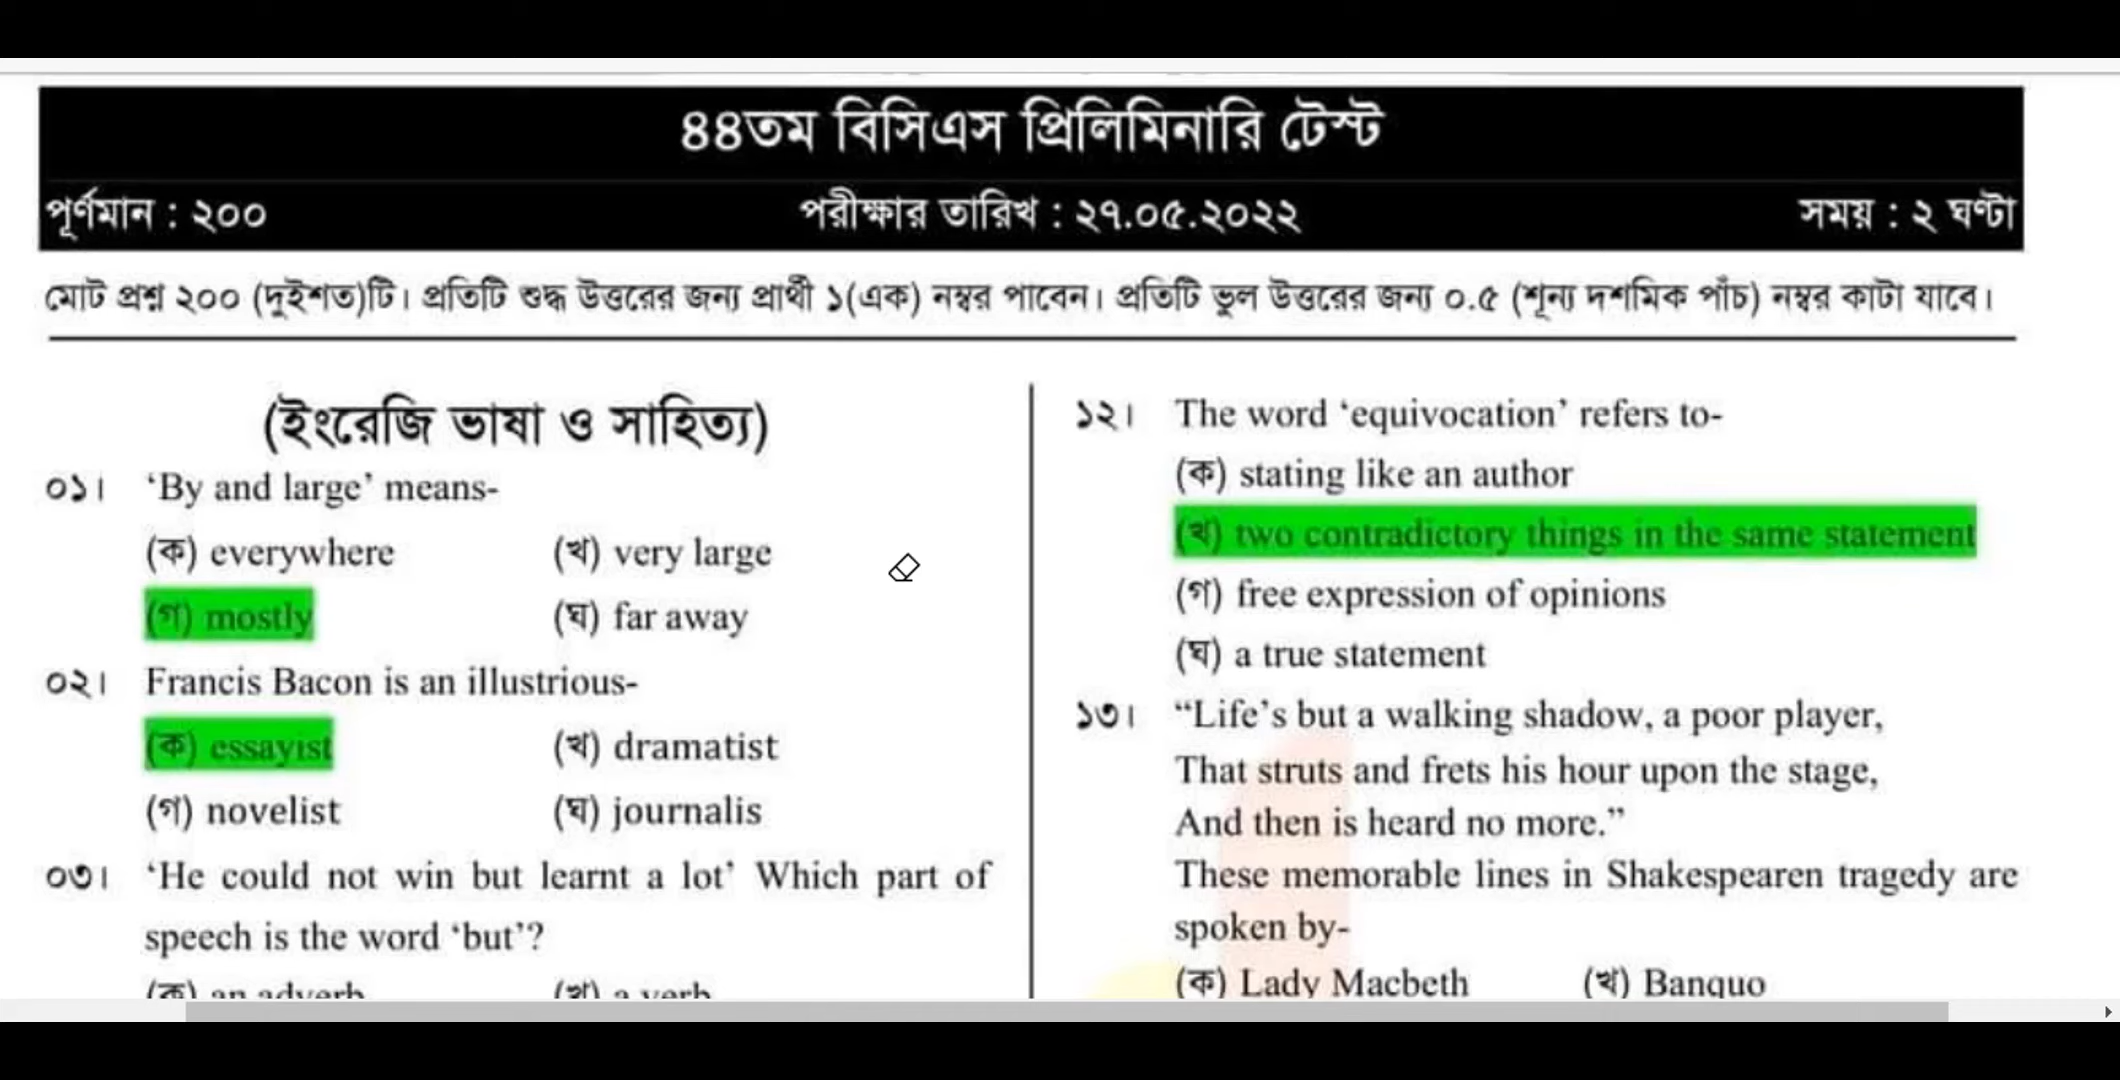 ৪৪তম বিসিএস প্রিলিমিনারি টেস্ট
পূর্ণমান : ২০০ পরীক্ষার তারিখ : ২৭.০৫.২০২২ সময় : ২ ঘণ্টা
মোট প্রশ্ন ২০০ (দুইশত)টি। প্রতিটি শুদ্ধ উত্তরের জন্য প্রার্থী ১(এক) নম্বর পাবেন। প্রতিটি ভুল উত্তরের জন্য ০.৫ (শূন্য দশমিক পাঁচ) নম্বর কাটা যাবে।
(ইংরেজি ভাষা ও সাহিত্য)
০১। ‘By and large’ means-
(ক) everywhere (খ) very large
(গ) mostly (ঘ) far away
০২। Francis Bacon is an illustrious-
(ক) essayist (খ) dramatist
(গ) novelist (ঘ) journalis
০৩। ‘He could not win but learnt a lot’ Which part of
speech is the word ‘but’?
(ক) an adverb (খ) a verb
১২। The word ‘equivocation’ refers to-
(ক) stating like an author
(খ) two contradictory things in the same statement
(গ) free expression of opinions
(ঘ) a true statement
১৩। “Life’s but a walking shadow, a poor player,
That struts and frets his hour upon the stage,
And then is heard no more.”
These memorable lines in Shakespearen tragedy are
spoken by-
(ক) Lady Macbeth (খ) Banquo